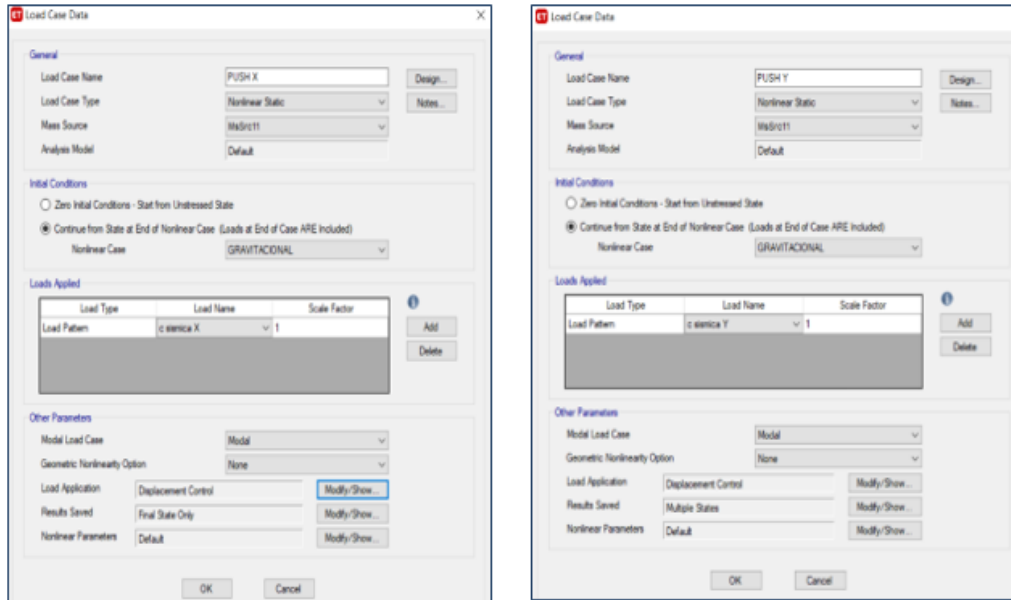 ET Load Case Data
General
Load Case Name PUSH X Design...
Load Case Type Nonlinear Static Notes...
Mass Source MsSrc11
Analysis Model Default
Initial Conditions
Zero Initial Conditions - Start from Unstressed State
Continue from State at End of Nonlinear Case (Loads at End of Case ARE Included)
Nonlinear Case GRAVITACIONAL
Loads Applied
Load Type Load Name Scale Factor
Load Pattern c sismica X 1 Add
Delete
Other Parameters
Modal Load Case Modal
Geometric Nonlinearity Option None
Load Application Displacement Control Modify/Show...
Results Saved Final State Only Modify/Show...
Nonlinear Parameters Default Modify/Show...
OK Cancel
ET Load Case Data
General
Load Case Name PUSH Y Design...
Load Case Type Nonlinear Static Notes...
Mass Source MsSrc11
Analysis Model Default
Initial Conditions
Zero Initial Conditions - Start from Unstressed State
Continue from State at End of Nonlinear Case (Loads at End of Case ARE Included)
Nonlinear Case GRAVITACIONAL
Loads Applied
Load Type Load Name Scale Factor
Load Pattern c sismica Y 1 Add
Delete
Other Parameters
Modal Load Case Modal
Geometric Nonlinearity Option None
Load Application Displacement Control Modify/Show...
Results Saved Multiple States Modify/Show...
Nonlinear Parameters Default Modify/Show...
OK Cancel